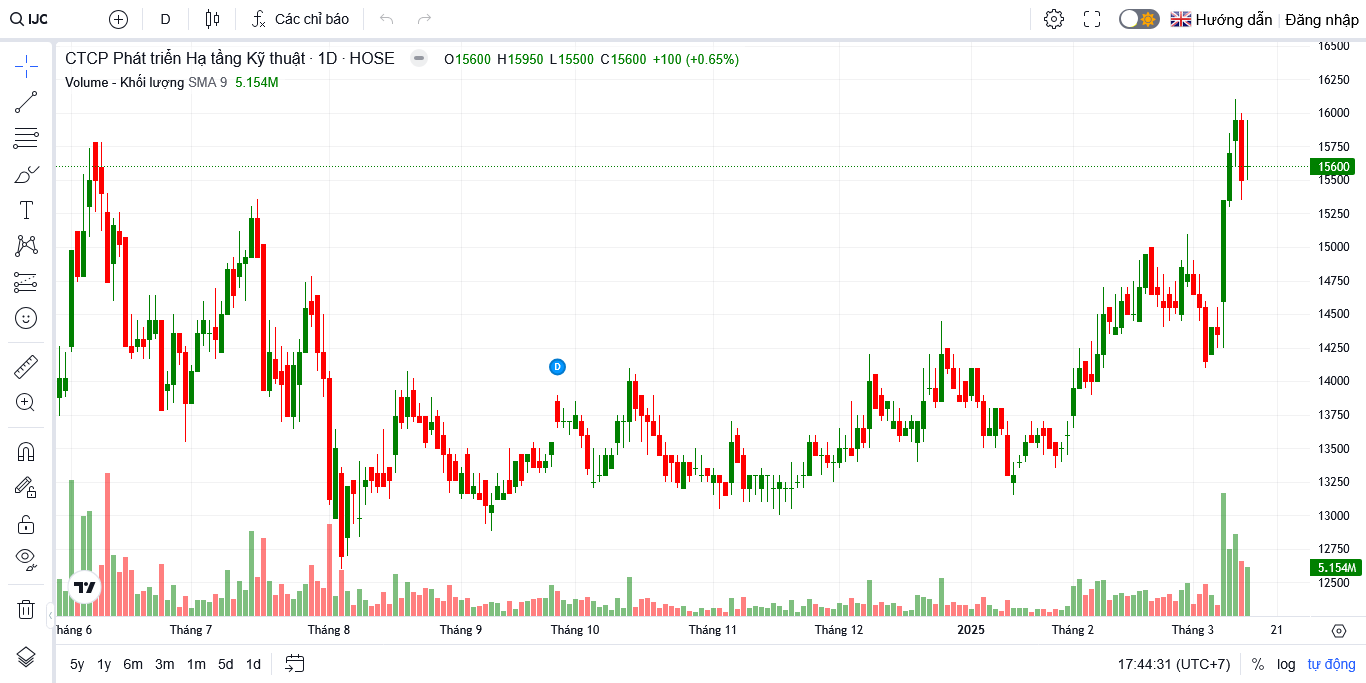 IJC D Các chỉ báo Hướng dẫn Đăng nhập
CTCP Phát triển Hạ tầng Kỹ thuật · 1D · HOSE O15600 H15950 L15500 C15600 +100 (+0.65%)
Volume - Khối lượng SMA 9 5.154M
16500
16250
16000
15750
15600
15500
15250
15000
14750
14500
14250
14000
13750
13500
13250
13000
12750
5.154M
12500
D
háng 6 Tháng 7 Tháng 8 Tháng 9 Tháng 10 Tháng 11 Tháng 12 2025 Tháng 2 Tháng 3 21
5y 1y 6m 3m 1m 5d 1d 17:44:31 (UTC+7) % log tự động